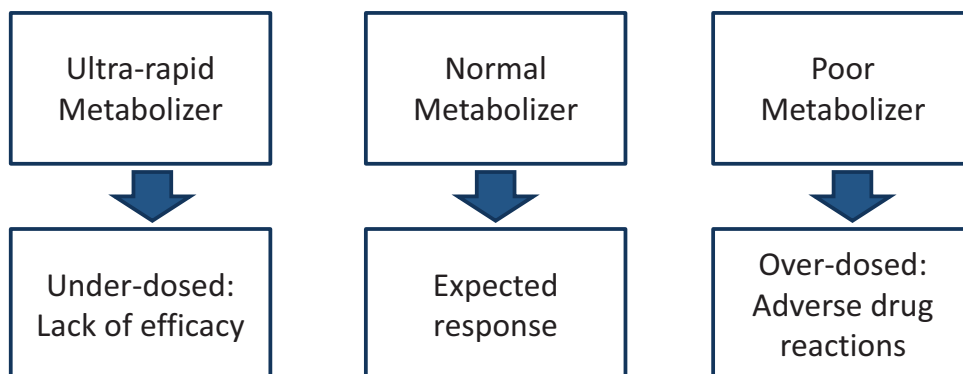 Ultra-rapid
Metabolizer
Normal
Metabolizer
Poor
Metabolizer
Under-dosed:
Lack of efficacy
Expected
response
Over-dosed:
Adverse drug
reactions